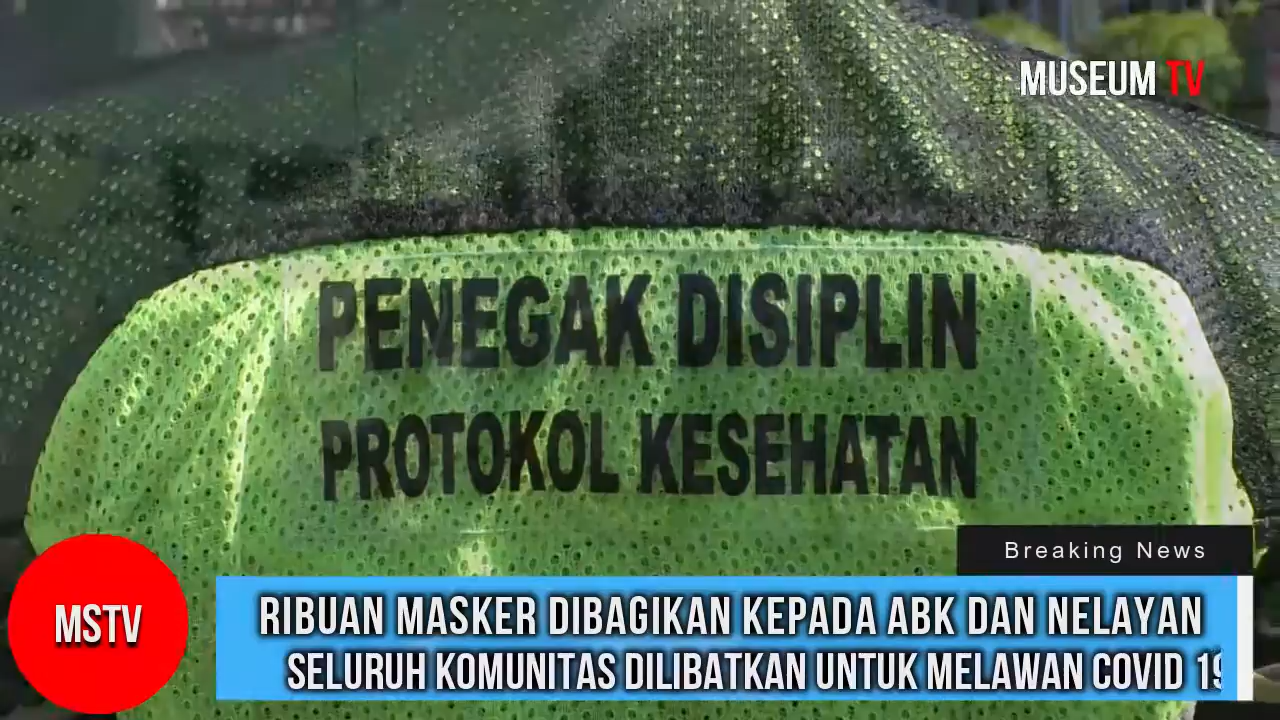 MUSEUM TV
PENEGAK DISIPLIN
PROTOKOL KESEHATAN
Breaking News
MSTV
RIBUAN MASKER DIBAGIKAN KEPADA ABK DAN NELAYAN
SELURUH KOMUNITAS DILIBATKAN UNTUK MELAWAN COVID 19